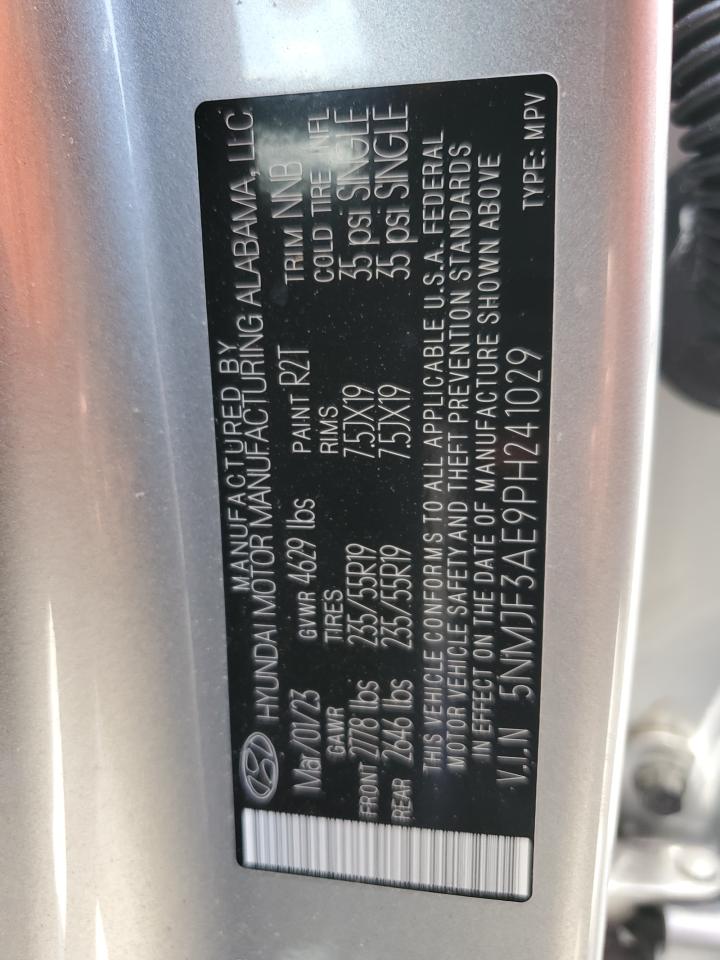 MANUFACTURED BY
HYUNDAI MOTOR MANUFACTURING ALABAMA, LLC
Mar/01/23 GVWR 4629 lbs PAINT R2T TRIM NNB
GAWR TIRES RIMS COLD TIRE INFL
FRONT 2778 lbs 235/55R19 7.5JX19 35 psi SINGLE
REAR 2646 lbs 235/55R19 7.5JX19 35 psi SINGLE
THIS VEHICLE CONFORMS TO ALL APPLICABLE U.S.A. FEDERAL
MOTOR VEHICLE SAFETY AND THEFT PREVENTION STANDARDS
IN EFFECT ON THE DATE OF MANUFACTURE SHOWN ABOVE
V.I.N 5NMJF3AE9PH241029 TYPE: MPV